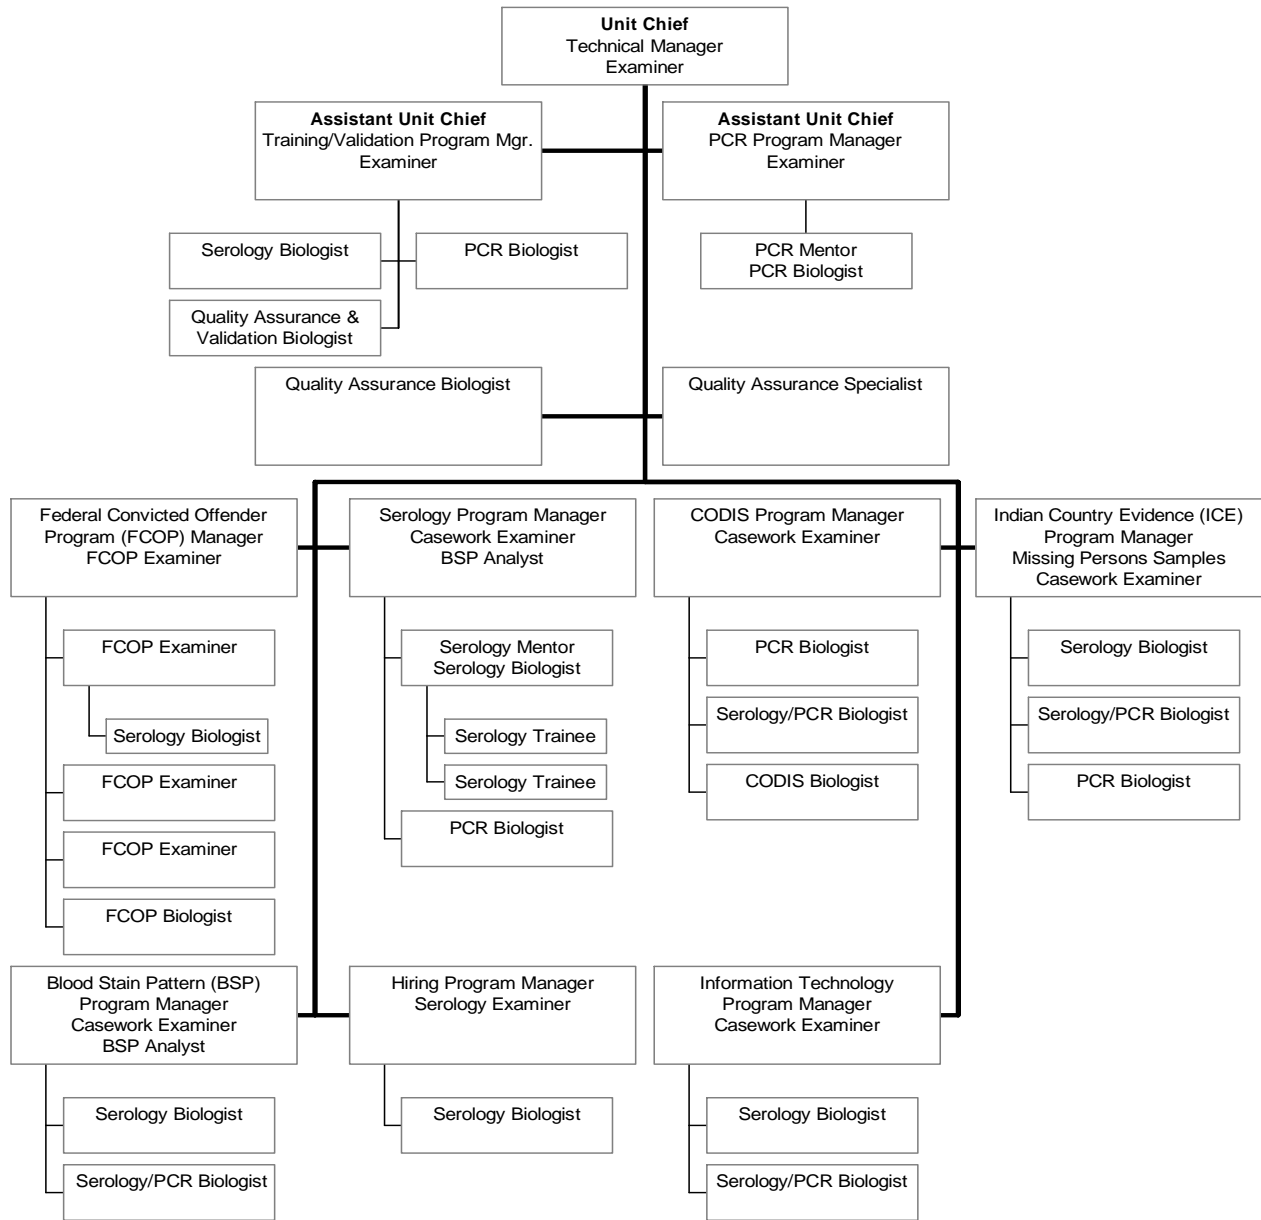 Unit Chief
Technical Manager
Examiner
Assistant Unit Chief
Training/Validation Program Mgr.
Examiner
Assistant Unit Chief
PCR Program Manager
Examiner
Serology Biologist
PCR Biologist
PCR Mentor
PCR Biologist
Quality Assurance &
Validation Biologist
Quality Assurance Biologist
Quality Assurance Specialist
Federal Convicted Offender
Program (FCOP) Manager
FCOP Examiner
Serology Program Manager
Casework Examiner
BSP Analyst
CODIS Program Manager
Casework Examiner
Indian Country Evidence (ICE)
Program Manager
Missing Persons Samples
Casework Examiner
FCOP Examiner
Serology Biologist
FCOP Examiner
FCOP Examiner
FCOP Biologist
Serology Mentor
Serology Biologist
Serology Trainee
Serology Trainee
PCR Biologist
PCR Biologist
Serology/PCR Biologist
CODIS Biologist
Serology Biologist
Serology/PCR Biologist
PCR Biologist
Blood Stain Pattern (BSP)
Program Manager
Casework Examiner
BSP Analyst
Hiring Program Manager
Serology Examiner
Information Technology
Program Manager
Casework Examiner
Serology Biologist
Serology/PCR Biologist
Serology Biologist
Serology Biologist
Serology/PCR Biologist